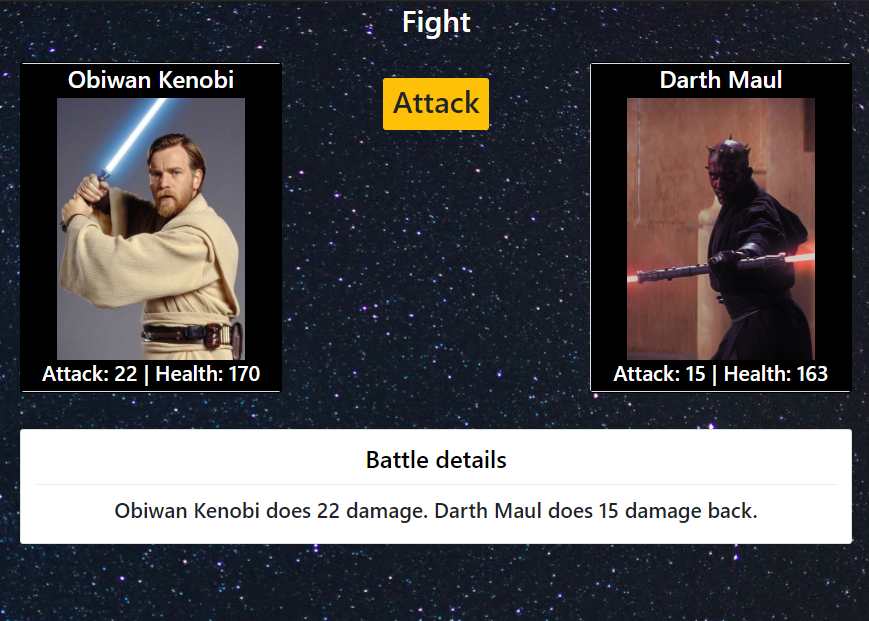 Fight
Obiwan Kenobi
Attack
Darth Maul
Attack: 22 | Health: 170
Attack: 15 | Health: 163
Battle details
Obiwan Kenobi does 22 damage. Darth Maul does 15 damage back.